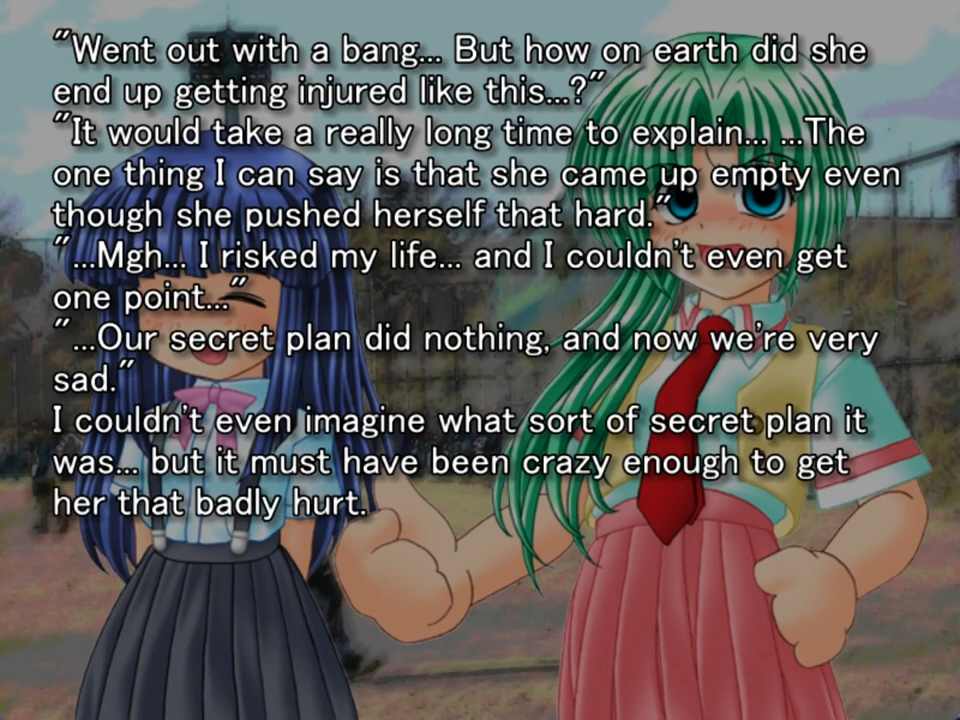 "Went out with a bang... But how on earth did she
end up getting injured like this...?"
"It would take a really long time to explain... ...The
one thing I can say is that she came up empty even
though she pushed herself that hard."
"...Mgh... I risked my life... and I couldn't even get
one point..."
"...Our secret plan did nothing, and now we're very
sad."
I couldn't even imagine what sort of secret plan it
was... but it must have been crazy enough to get
her that badly hurt.